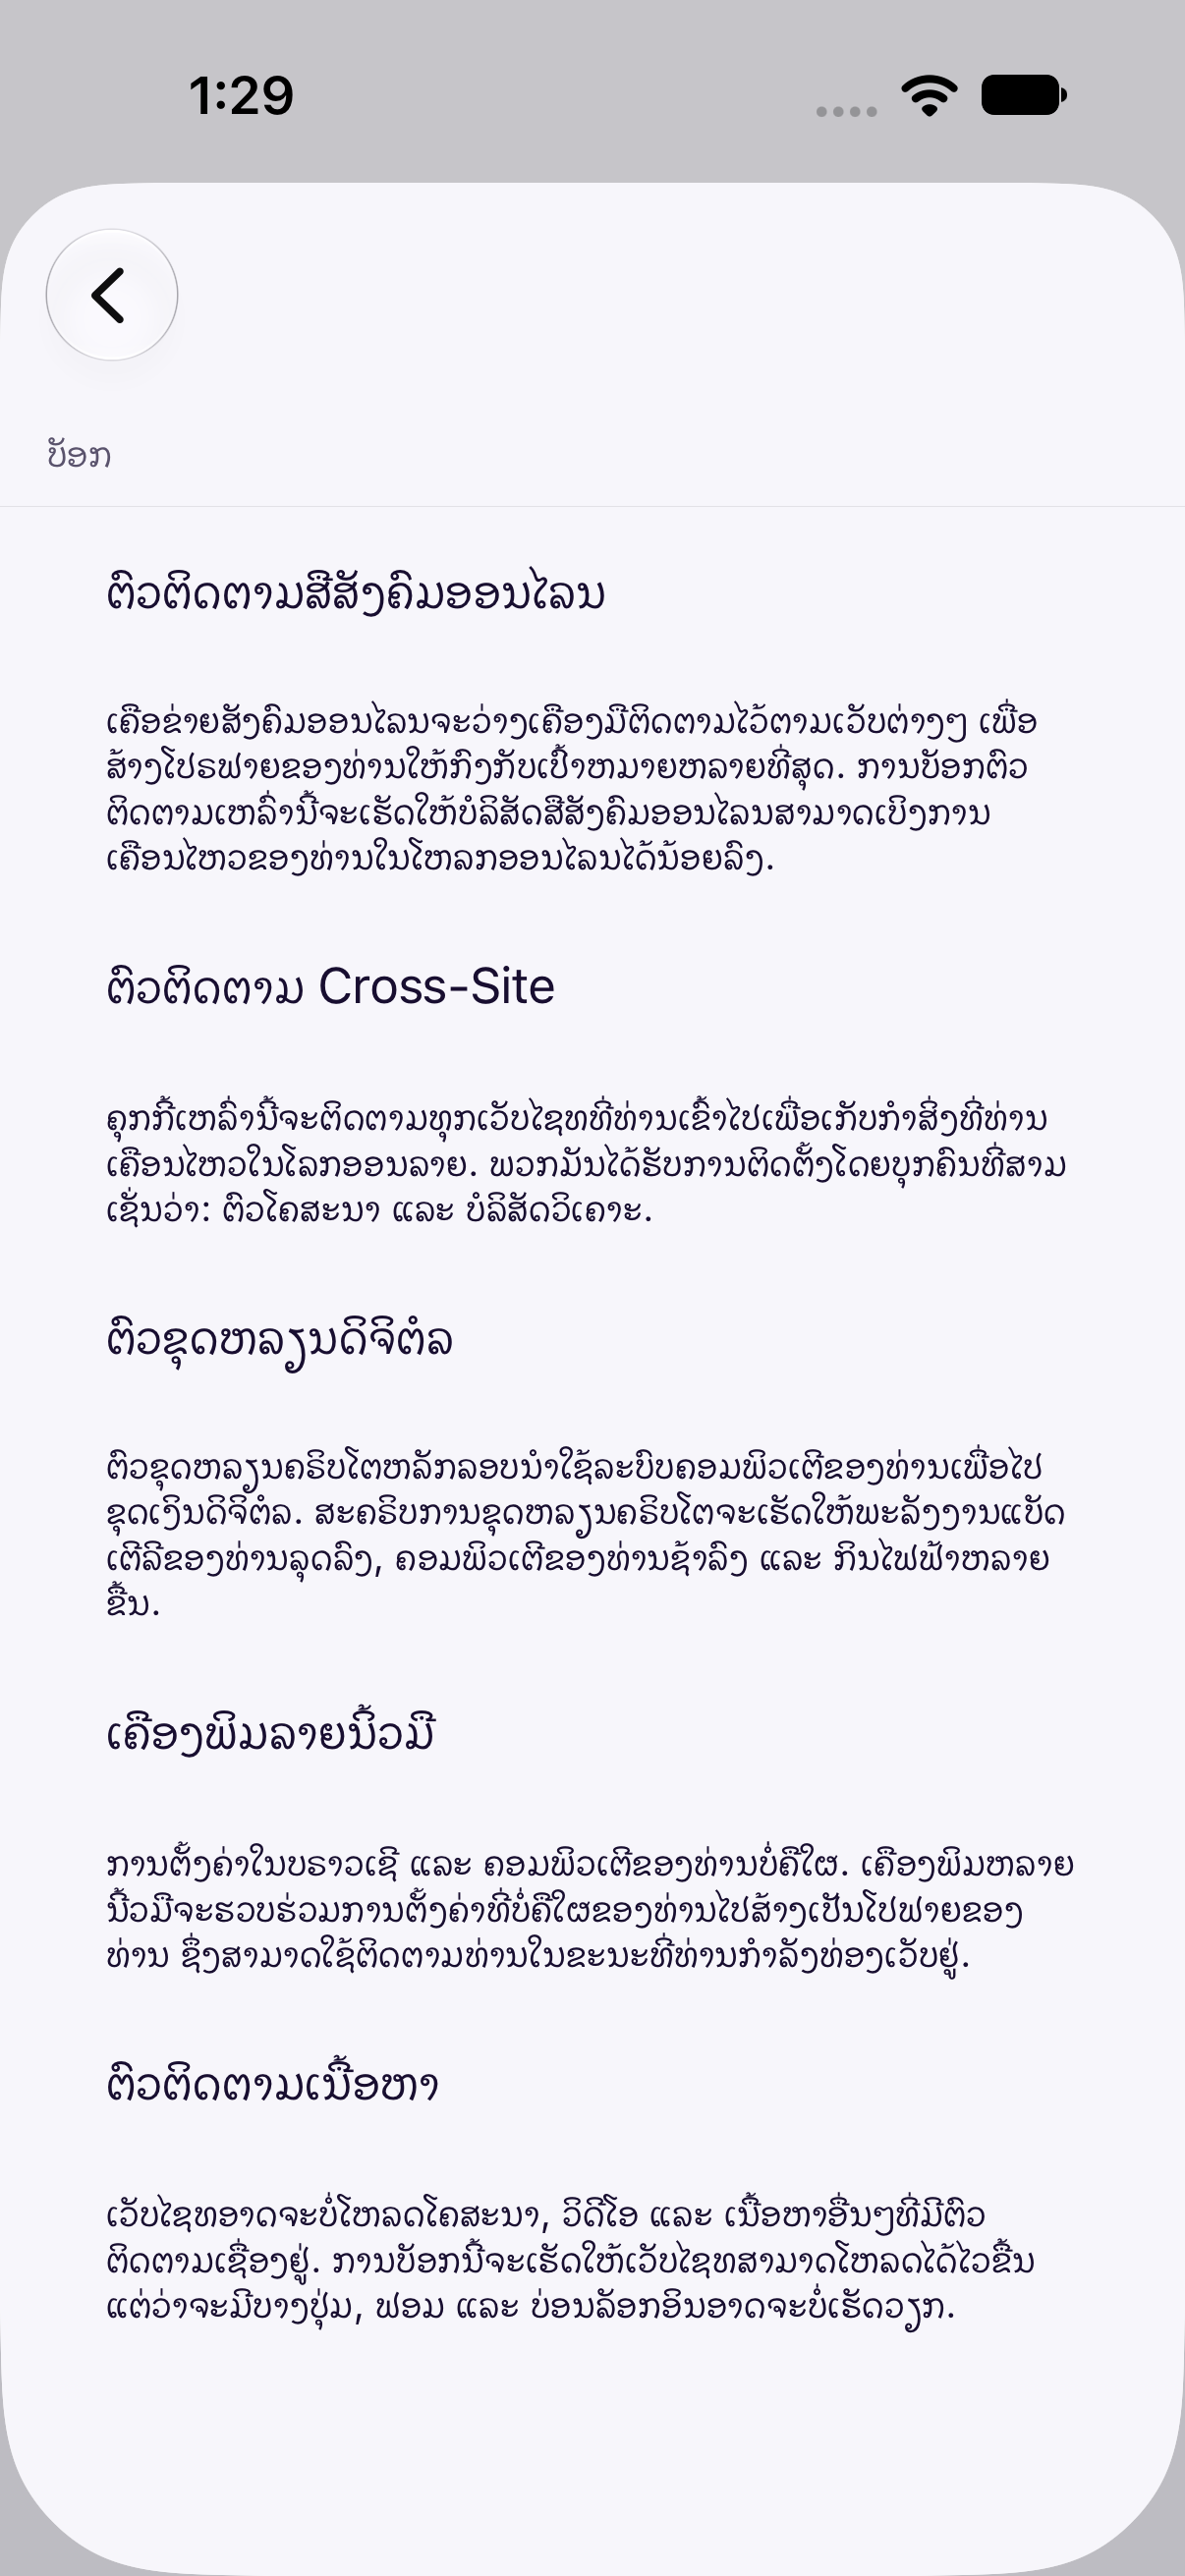 1:29
ບັອກ
ຕົວຕິດຕາມສືສັງຄົມອອນໄລນ
ເຄືອຂ່າຍສັງຄົມອອນໄລນຈະວ່າງເຄືອງມືຕິດຕາມໄວ້ຕາມເວັບຕ່າງໆ ເພື່ອ
ສ້າງໂປຣຟາຍຂອງທ່ານໃຫ້ກົງກັບເປົ້າຫມາຍຫລາຍທີ່ສຸດ. ການບັອກຕົວ
ຕິດຕາມເຫລົ່ານີ້ຈະເຮັດໃຫ້ບໍລິສັດສືສັງຄົມອອນໄລນສາມາດເບິງການ
ເຄືອນໄຫວຂອງທ່ານໃນໂຫລກອອນໄລນໄດ້ນ້ອຍລົງ.
ຕົວຕິດຕາມ Cross-Site
ຄຸກກີ້ເຫລົ່ານີ້ຈະຕິດຕາມທຸກເວັບໄຊທທີ່ທ່ານເຂົ້າໄປເພື່ອເກັບກຳສິ່ງທີ່ທ່ານ
ເຄືອນໄຫວໃນໂລກອອນລາຍ. ພວກມັນໄດ້ຮັບການຕິດຕັ້ງໂດຍບຸກຄົນທີ່ສາມ
ເຊັ່ນວ່າ: ຕົວໂຄສະນາ ແລະ ບໍລິສັດວິເຄາະ.
ຕົວຂຸດຫລຽນດິຈິຕໍລ
ຕົວຂຸດຫລຽນຄຣິບໂຕຫລັກລອບນຳໃຊ້ລະບົບຄອມພິວເຕີຂອງທ່ານເພື່ອໄປ
ຂຸດເງິນດິຈິຕໍລ. ສະຄຣິບການຂຸດຫລຽນຄຣິບໂຕຈະເຮັດໃຫ້ພະລັງງານແບັດ
ເຕີລີຂອງທ່ານລຸດລົງ, ຄອມພິວເຕີຂອງທ່ານຊ້າລົງ ແລະ ກິນໄຟຟ້າຫລາຍ
ຂື້ນ.
ເຄືອງພິມລາຍນິ້ວມື
ການຕັ້ງຄ່າໃນບຣາວເຊີ ແລະ ຄອມພິວເຕີຂອງທ່ານບໍ່ຄືໃຜ. ເຄືອງພິມຫລາຍ
ນີ້ວມືຈະຮວບຮ່ວມການຕັ້ງຄ່າທີ່ບໍ່ຄືໃຜຂອງທ່ານໄປສ້າງເປັນໂປຟາຍຂອງ
ທ່ານ ຊຶ່ງສາມາດໃຊ້ຕິດຕາມທ່ານໃນຂະນະທີ່ທ່ານກຳລັງທ່ອງເວັບຢູ່.
ຕົວຕິດຕາມເນື້ອຫາ
ເວັບໄຊທອາດຈະບໍ່ໂຫລດໂຄສະນາ, ວິດີໂອ ແລະ ເນື້ອຫາອື່ນໆທີ່ມີຕົວ
ຕິດຕາມເຊື່ອງຢູ່. ການບັອກນີ້ຈະເຮັດໃຫ້ເວັບໄຊທສາມາດໂຫລດໄດ້ໄວຂື້ນ
ແຕ່ວ່າຈະມີບາງປຸ່ມ, ຟອມ ແລະ ບ່ອນລັອກອິນອາດຈະບໍ່ເຮັດວຽກ.